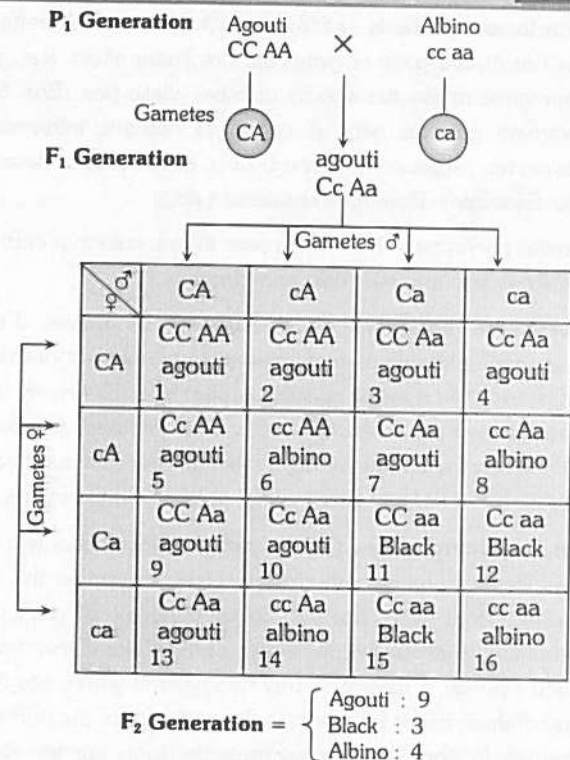 P₁ Generation Agouti Albino
CC AA × cc aa
Gametes
CA ca
F₁ Generation agouti
Cc Aa
Gametes ♂
♂ ♀ CA cA Ca ca
Gametes ♀
CA CC AA Cc AA CC Aa Cc Aa
agouti agouti agouti agouti
1 2 3 4
cA Cc AA cc AA Cc Aa cc Aa
agouti albino agouti albino
5 6 7 8
Ca CC Aa Cc Aa CC aa Cc aa
agouti agouti Black Black
9 10 11 12
ca Cc Aa cc Aa Cc aa cc aa
agouti albino Black albino
13 14 15 16
Agouti : 9
F₂ Generation = Black : 3
Albino : 4